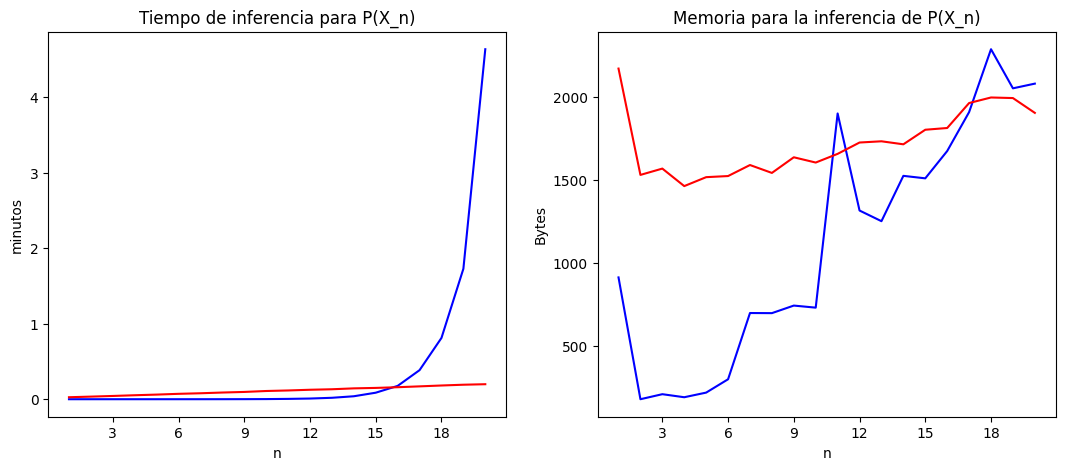 Tiempo de inferencia para P(X_n)
minutos
4
3
2
1
0
3 6 9 12 15 18
n
Memoria para la inferencia de P(X_n)
Bytes
2000
1500
1000
500
3 6 9 12 15 18
n